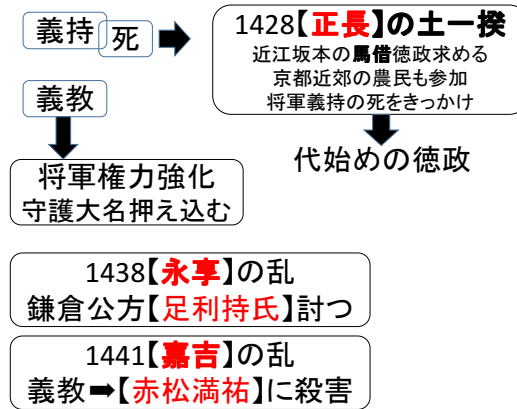 義持
死
1428【正長】の土一揆
近江坂本の馬借徳政求める
京都近郊の農民も参加
将軍義持の死をきっかけ
義教
代始めの徳政
将軍権力強化
守護大名押え込む
1438【永享】の乱
鎌倉公方【足利持氏】討つ
1441【嘉吉】の乱
義教➡【赤松満祐】に殺害